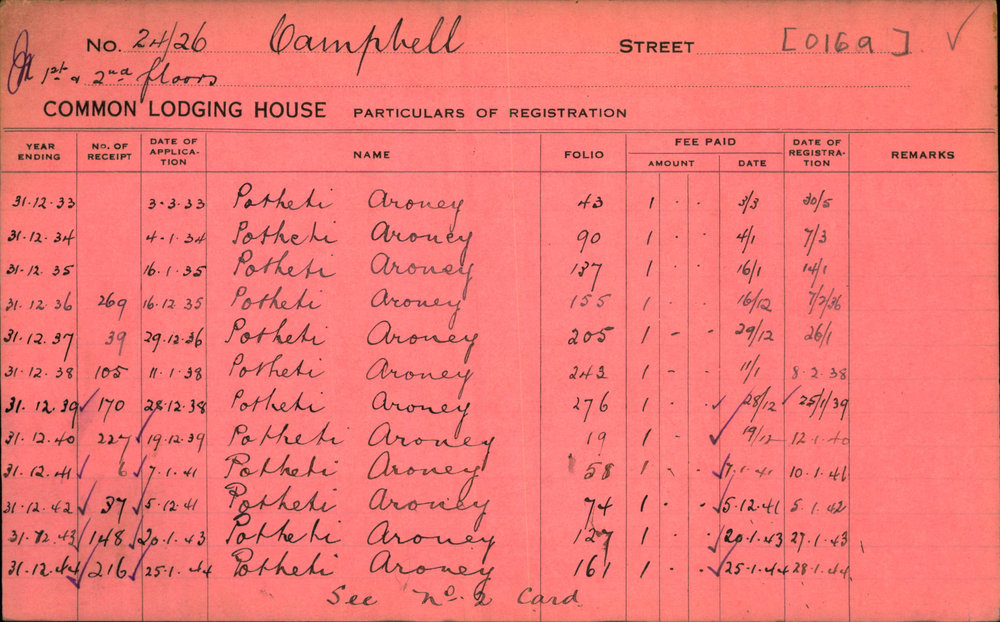 No. 24/26 Campbell STREET [016a] ✓
1st & 2nd floors
COMMON LODGING HOUSE PARTICULARS OF REGISTRATION
YEAR ENDING No. OF RECEIPT DATE OF APPLICA-TION NAME FOLIO FEE PAID AMOUNT DATE DATE OF REGISTRA-TION REMARKS
31.12.33 3-3-33 Potheti Aroney 43 1 . . 3/3 30/5
31.12.34 4-1.34 Potheti Aroney 90 1 . . 4/1 7/3
31.12.35 16.1.35 Potheti Aroney 137 1 . . 16/1 14/1
31.12.36 269 16.12.35 Potheti Aroney 155 1 . . 16/12 7/2/36
31.12.37 39 29.12.36 Potheti Aroney 205 1 - - 29/12 26/1
31.12.38 105 11.1.38 Potheti Aroney 243 1 - . 11/1 8.2.38
31.12.39 ✓ 170 28.12.38 Potheti Aroney 276 1 - - ✓ 28/12 ✓ 25/1/39
31.12.40 227 ✓ 19.12.39 Potheti Aroney 19 1 - - ✓ 19/12 12.1.40
31.12.41 ✓ 6 ✓ 7.1.41 Potheti Aroney 58 1 . - ✓ 7.1.41 10.1.41
31.12.42 ✓ 37 ✓ 5.12.41 Potheti Aroney 74 1 . . ✓ 5.12.41 5.1.42
31.12.43 ✓ 148 ✓ 20.1.43 Potheti Aroney 127 1 . . ✓ 20.1.43 27.1.43
31.12.44 ✓ 216 ✓ 25.1.44 Potheti Aroney 161 1 . . ✓ 25.1.44 28.1.44
See No. 2 Card